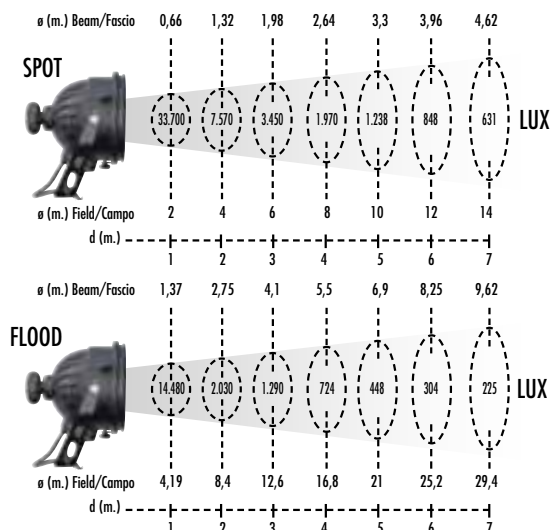 ø (m.) Beam/Fascio 0,66 1,32 1,98 2,64 3,3 3,96 4,62
SPOT
33.700 7.570 3.450 1.970 1.238 848 631 LUX
ø (m.) Field/Campo 2 4 6 8 10 12 14
d (m.)
1 2 3 4 5 6 7
ø (m.) Beam/Fascio 1,37 2,75 4,1 5,5 6,9 8,25 9,62
FLOOD
14.480 2.030 1.290 724 448 304 225 LUX
ø (m.) Field/Campo 4,19 8,4 12,6 16,8 21 25,2 29,4
d (m.)
1 2 3 4 5 6 7